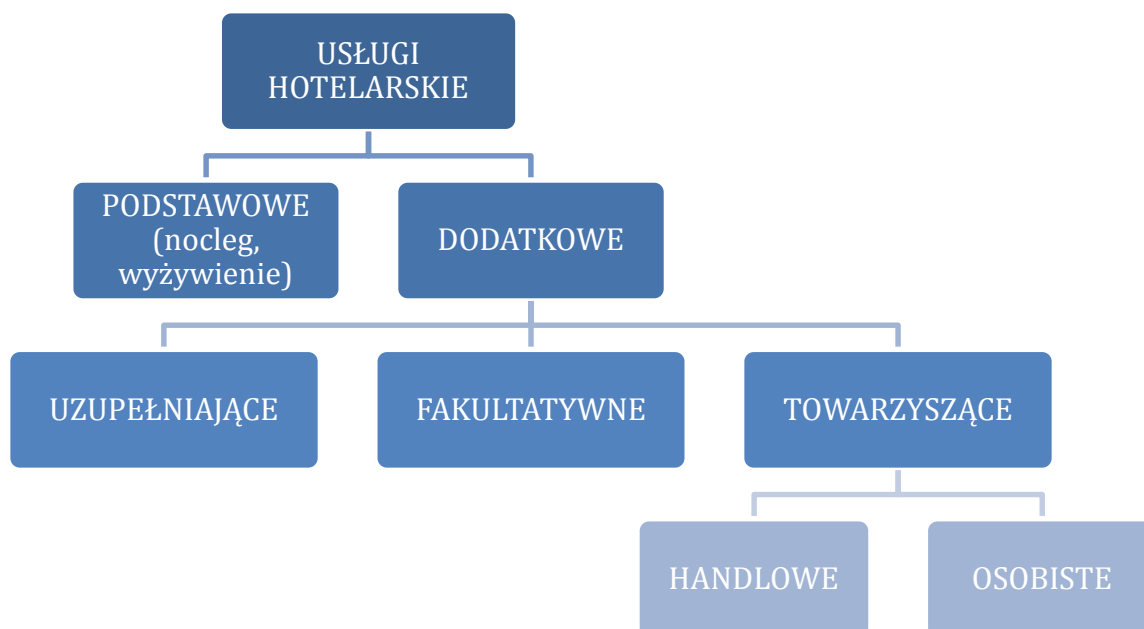 USŁUGI
HOTELARSKIE
PODSTAWOWE
(nocleg,
wyżywienie)
DODATKOWE
UZUPEŁNIAJĄCE
FAKULTATYWNE
TOWARZYSZĄCE
HANDLOWE
OSOBISTE